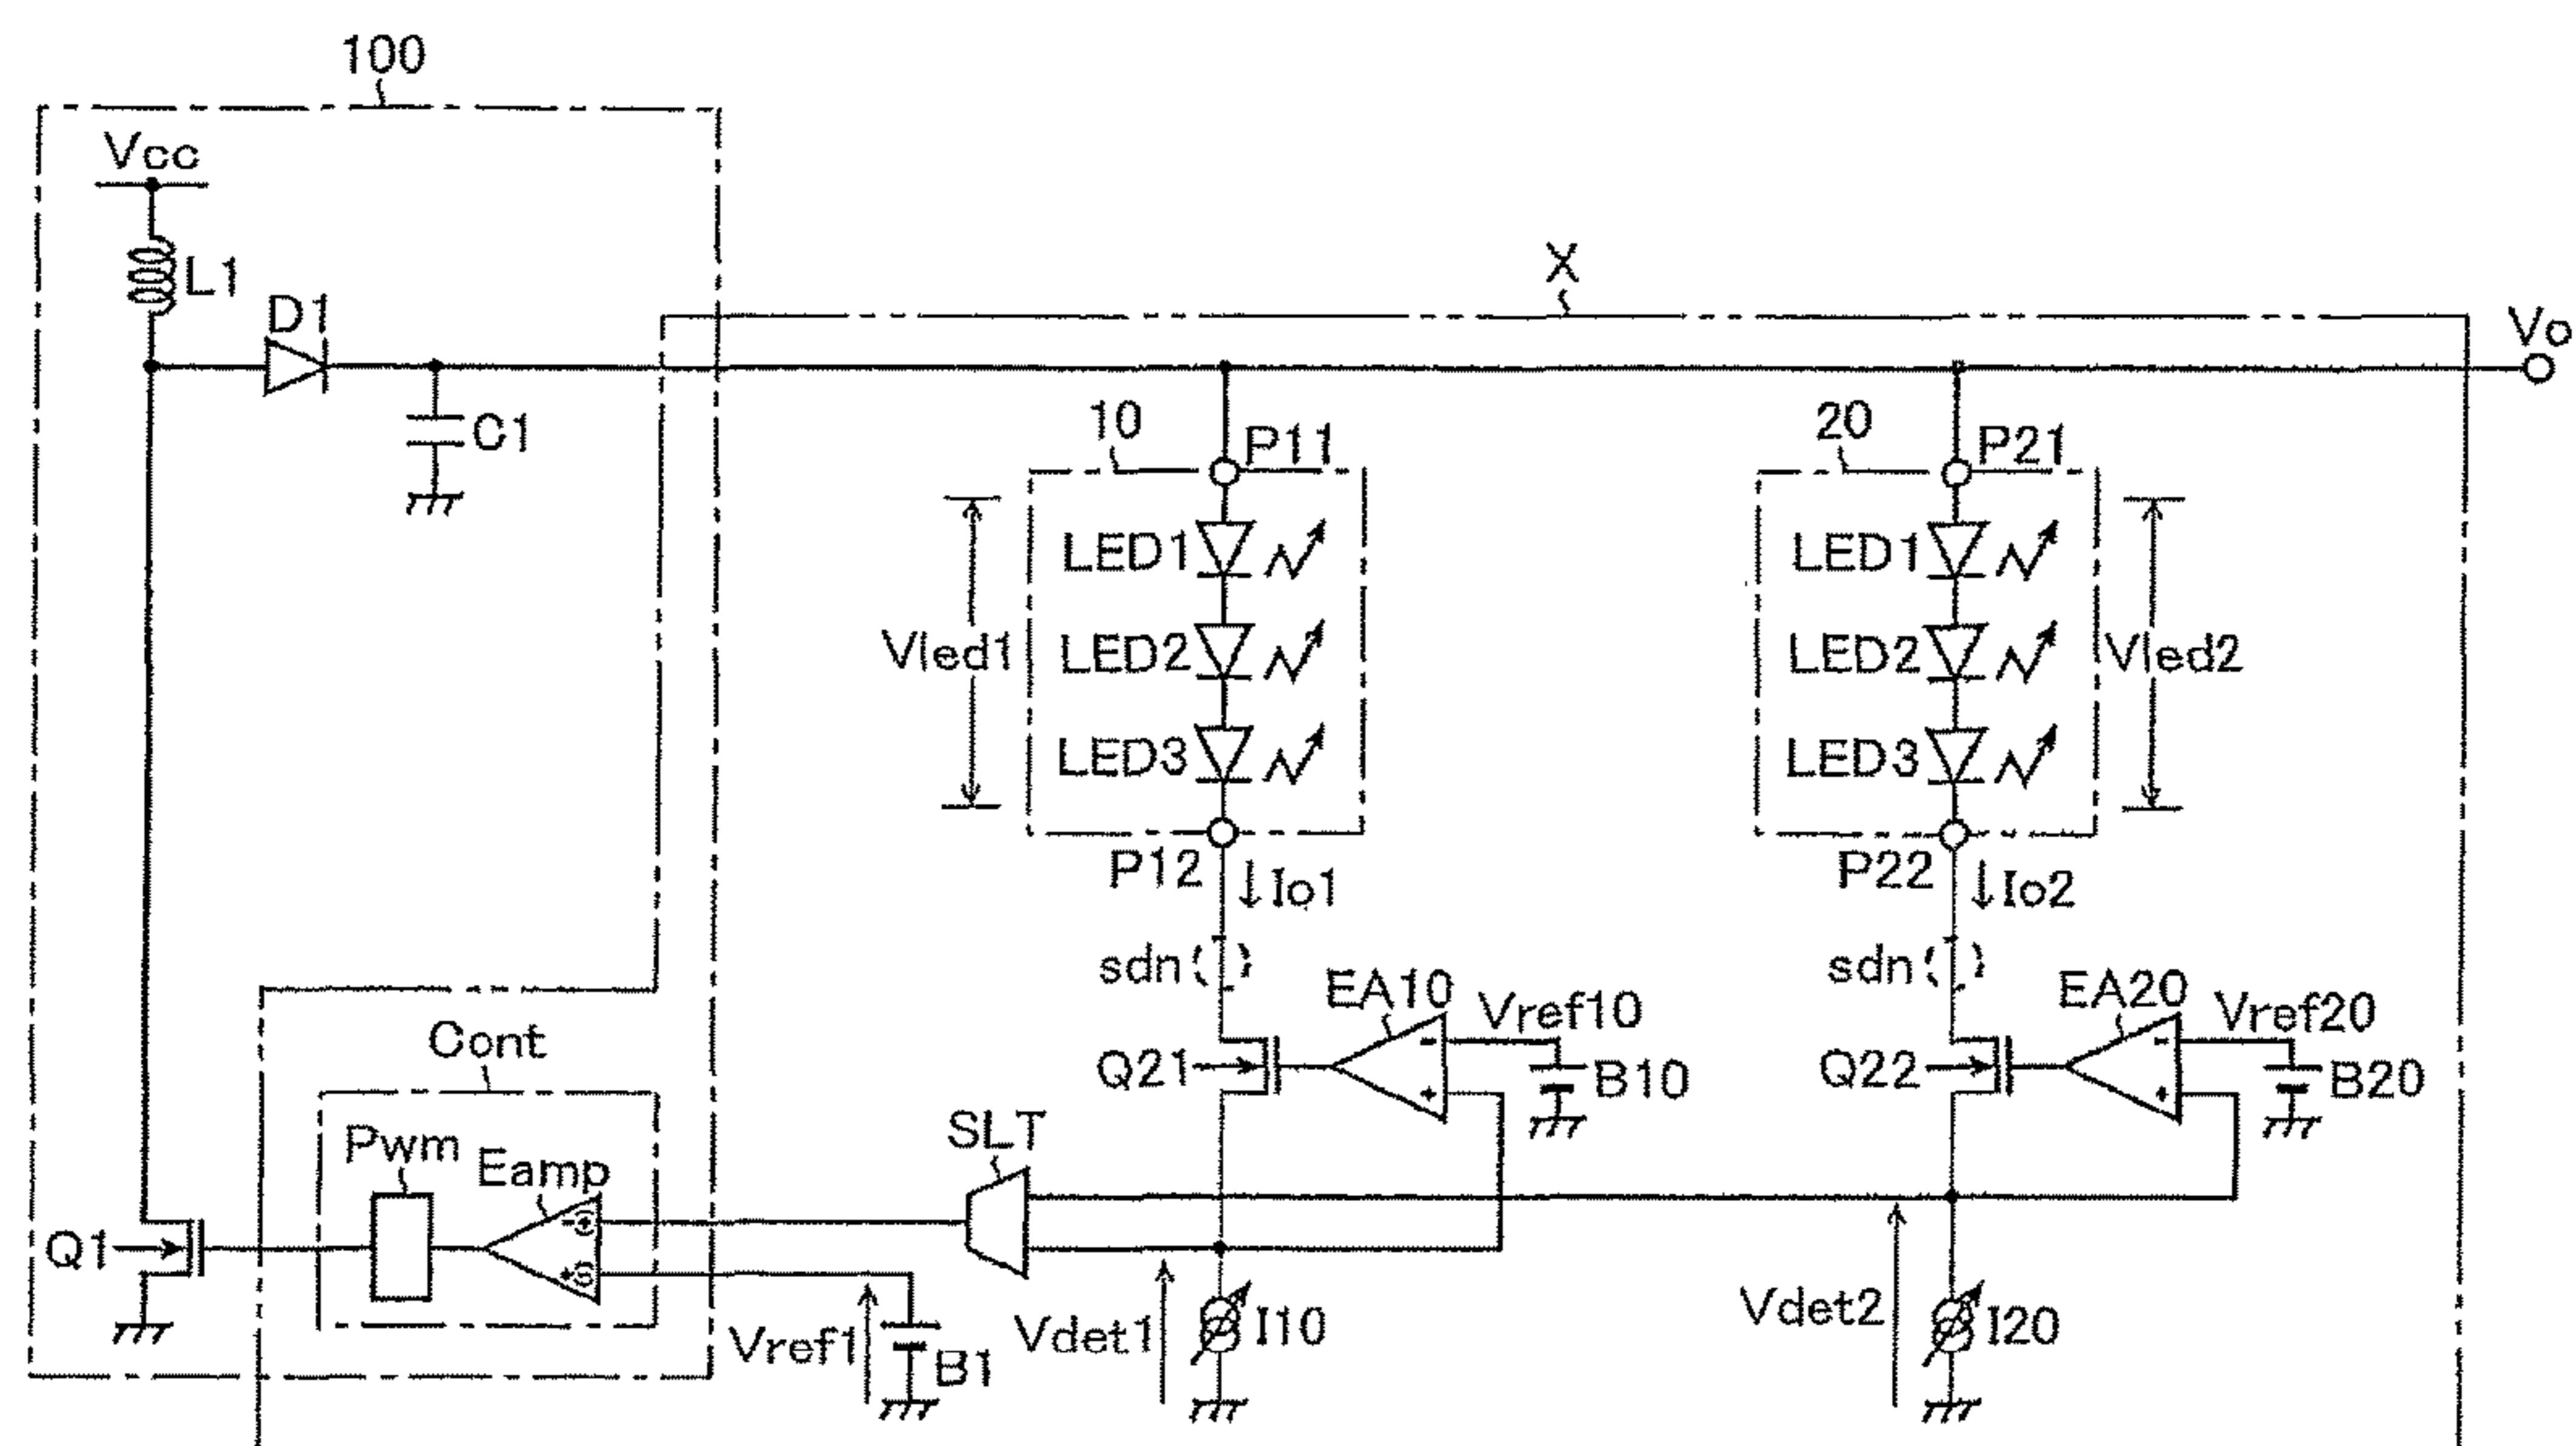 100
Vcc
L1
D1
C1
X
Vo
10
P11
20
P21
LED1
LED2
LED3
Vled1
LED1
LED2
LED3
Vled2
P12
Io1
P22
Io2
sdn
sdn
EA10
Vref10
EA20
Vref20
Q21
-
+
B10
Q22
-
+
B20
Cont
Pwm
Eamp
SLT
-(+)
+(-)
Q1
Vref1
B1
Vdet1
I10
Vdet2
I20